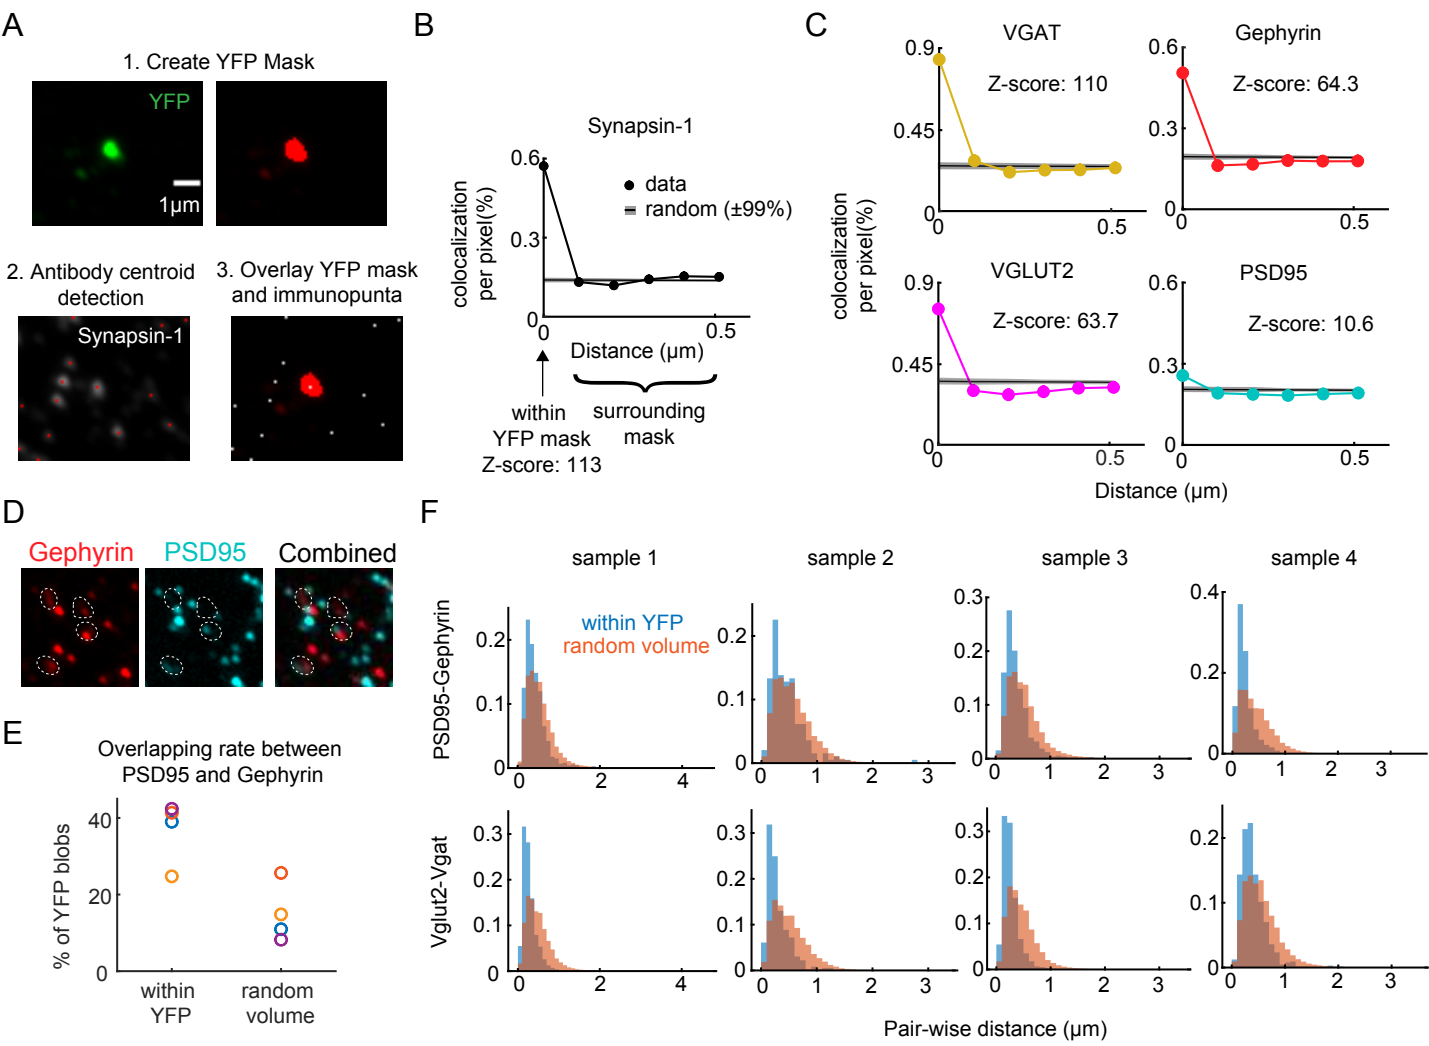 A
1. Create YFP Mask
YFP
1μm
2. Antibody centroid
detection
Synapsin-1
3. Overlay YFP mask
and immunopunta
B
Synapsin-1
colocalization
per pixel(%)
0.6
0.3
0
data
random (±99%)
0
0.5
Distance (μm)
within
YFP mask
Z-score: 113
surrounding
mask
C
colocalization
per pixel(%)
VGAT
Z-score: 110
0.9
0.45
0
0
0.5
Gephyrin
Z-score: 64.3
0.6
0.3
0
0
0.5
VGLUT2
Z-score: 63.7
0.9
0.45
0
0
0.5
PSD95
Z-score: 10.6
0.6
0.3
0
0
0.5
Distance (μm)
D
Gephyrin
PSD95
Combined
E
Overlapping rate between
PSD95 and Gephyrin
% of YFP blobs
40
20
0
within
YFP
random
volume
F
sample 1
sample 2
sample 3
sample 4
PSD95-Gephyrin
within YFP
random volume
0.2
0.1
0
0 2 4
0.2
0.1
0
0 1 2 3
0.3
0.2
0.1
0
0 1 2 3
0.4
0.2
0
0 1 2 3
Vglut2-Vgat
0.3
0.2
0.1
0
0 2 4
0.3
0.2
0.1
0
0 1 2 3
0.3
0.2
0.1
0
0 1 2 3
0.2
0.1
0
0 1 2 3
Pair-wise distance (μm)